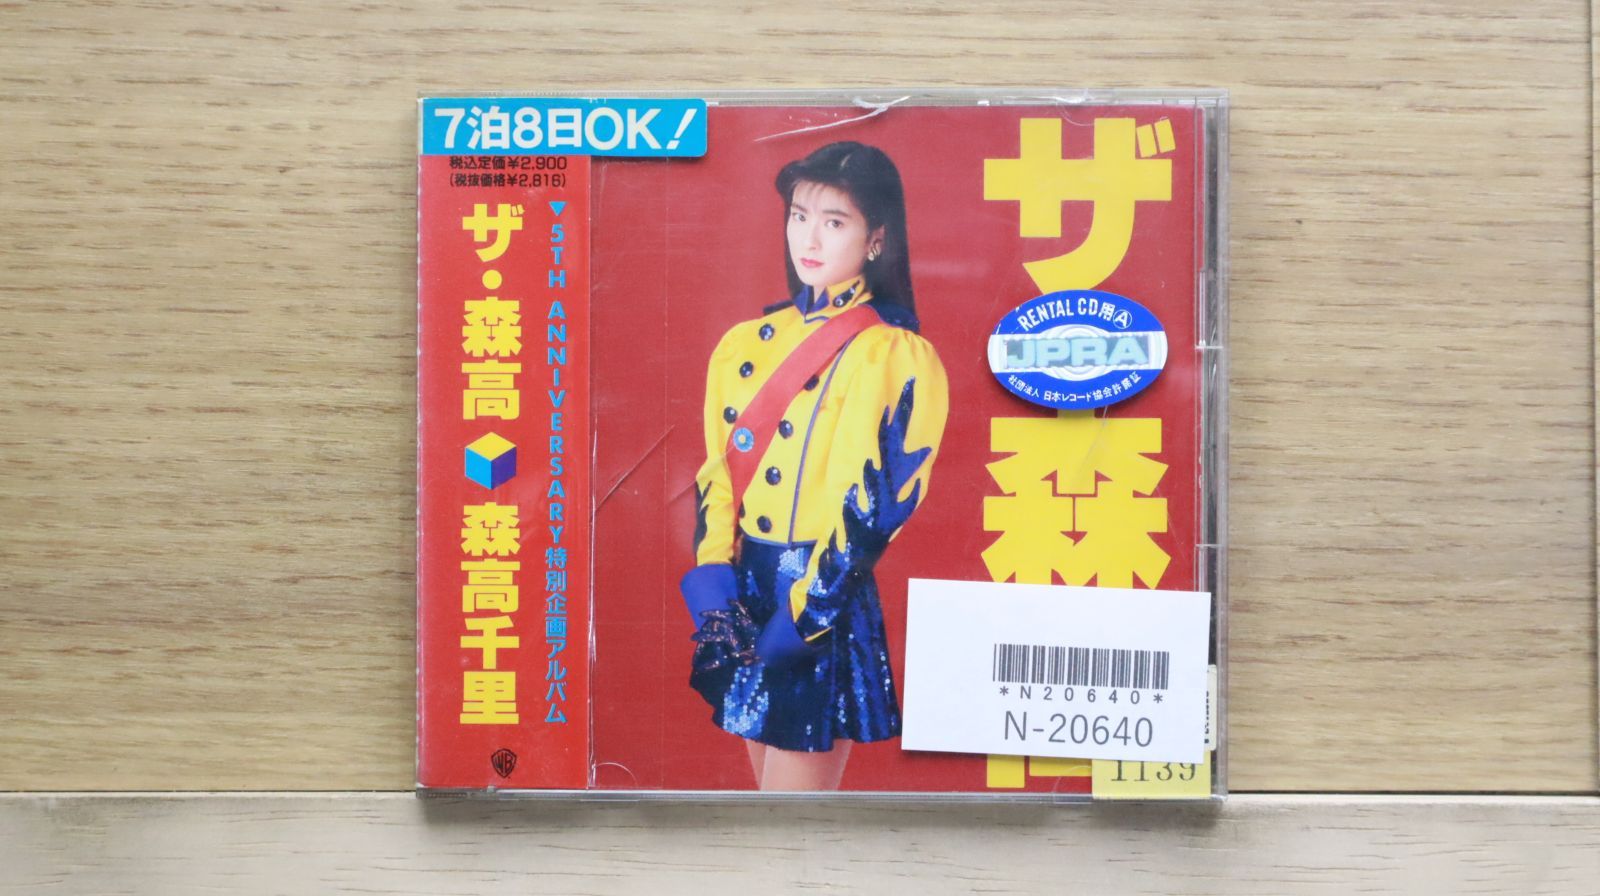 7泊8日OK!
税込定価¥2,900
(税抜価格¥2,816)
ザ・森高
森高千里
▼5TH ANNIVERSARY特別企画アルバム
WB
ザ
RENTAL CD用Ⓐ
JPRA
社団法人 日本レコード協会許諾証
森
*N20640*
N-20640
1139